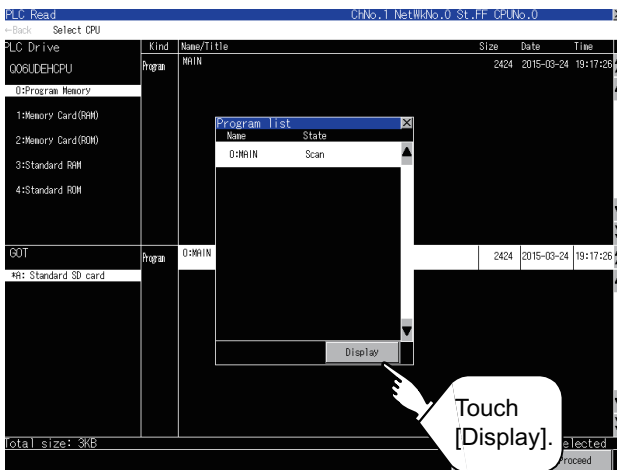 PLC Read ChNo.1 NetWkNo.0 St.FF CPUNo.0
←Back Select CPU
PLC Drive Kind Name/Title Size Date Time
Q06UDEHCPU Program MAIN 2424 2015-03-24 19:17:26
0:Program Memory
1:Memory Card(RAM)
2:Memory Card(ROM)
3:Standard RAM
4:Standard ROM
Program list
Name State
0:MAIN Scan
Display
GOT Program 0:MAIN 2424 2015-03-24 19:17:26
*A: Standard SD card
Touch
[Display].
Total size: 3KB